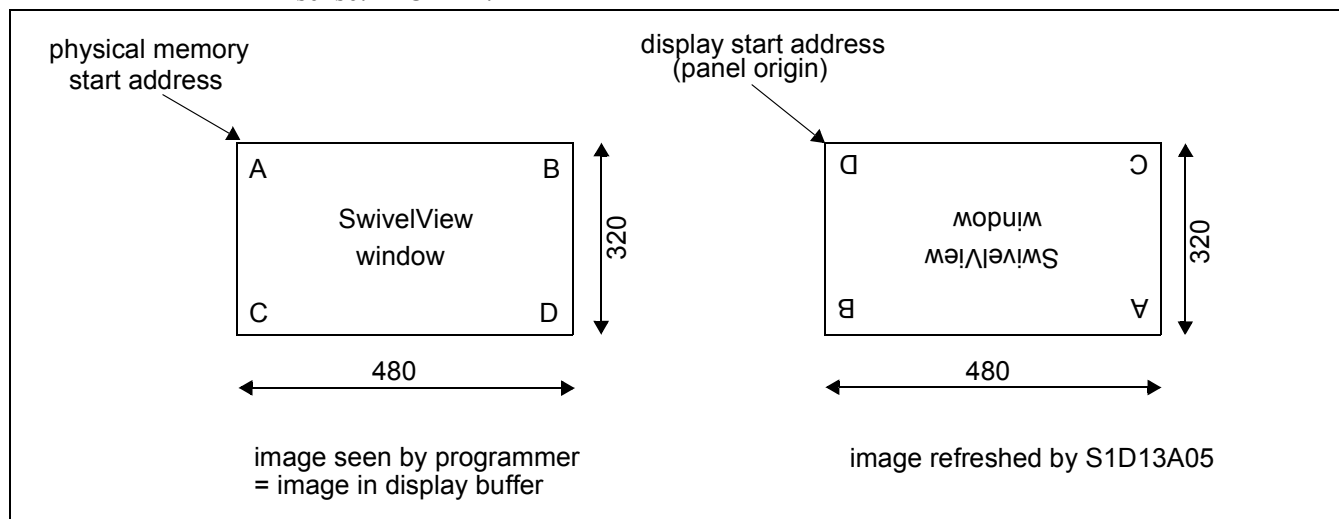 physical memory
start address
A
B
SwivelView
window
C
D
320
480
image seen by programmer
= image in display buffer
display start address
(panel origin)
D
C
window
SwivelView
B
A
320
480
image refreshed by S1D13A05